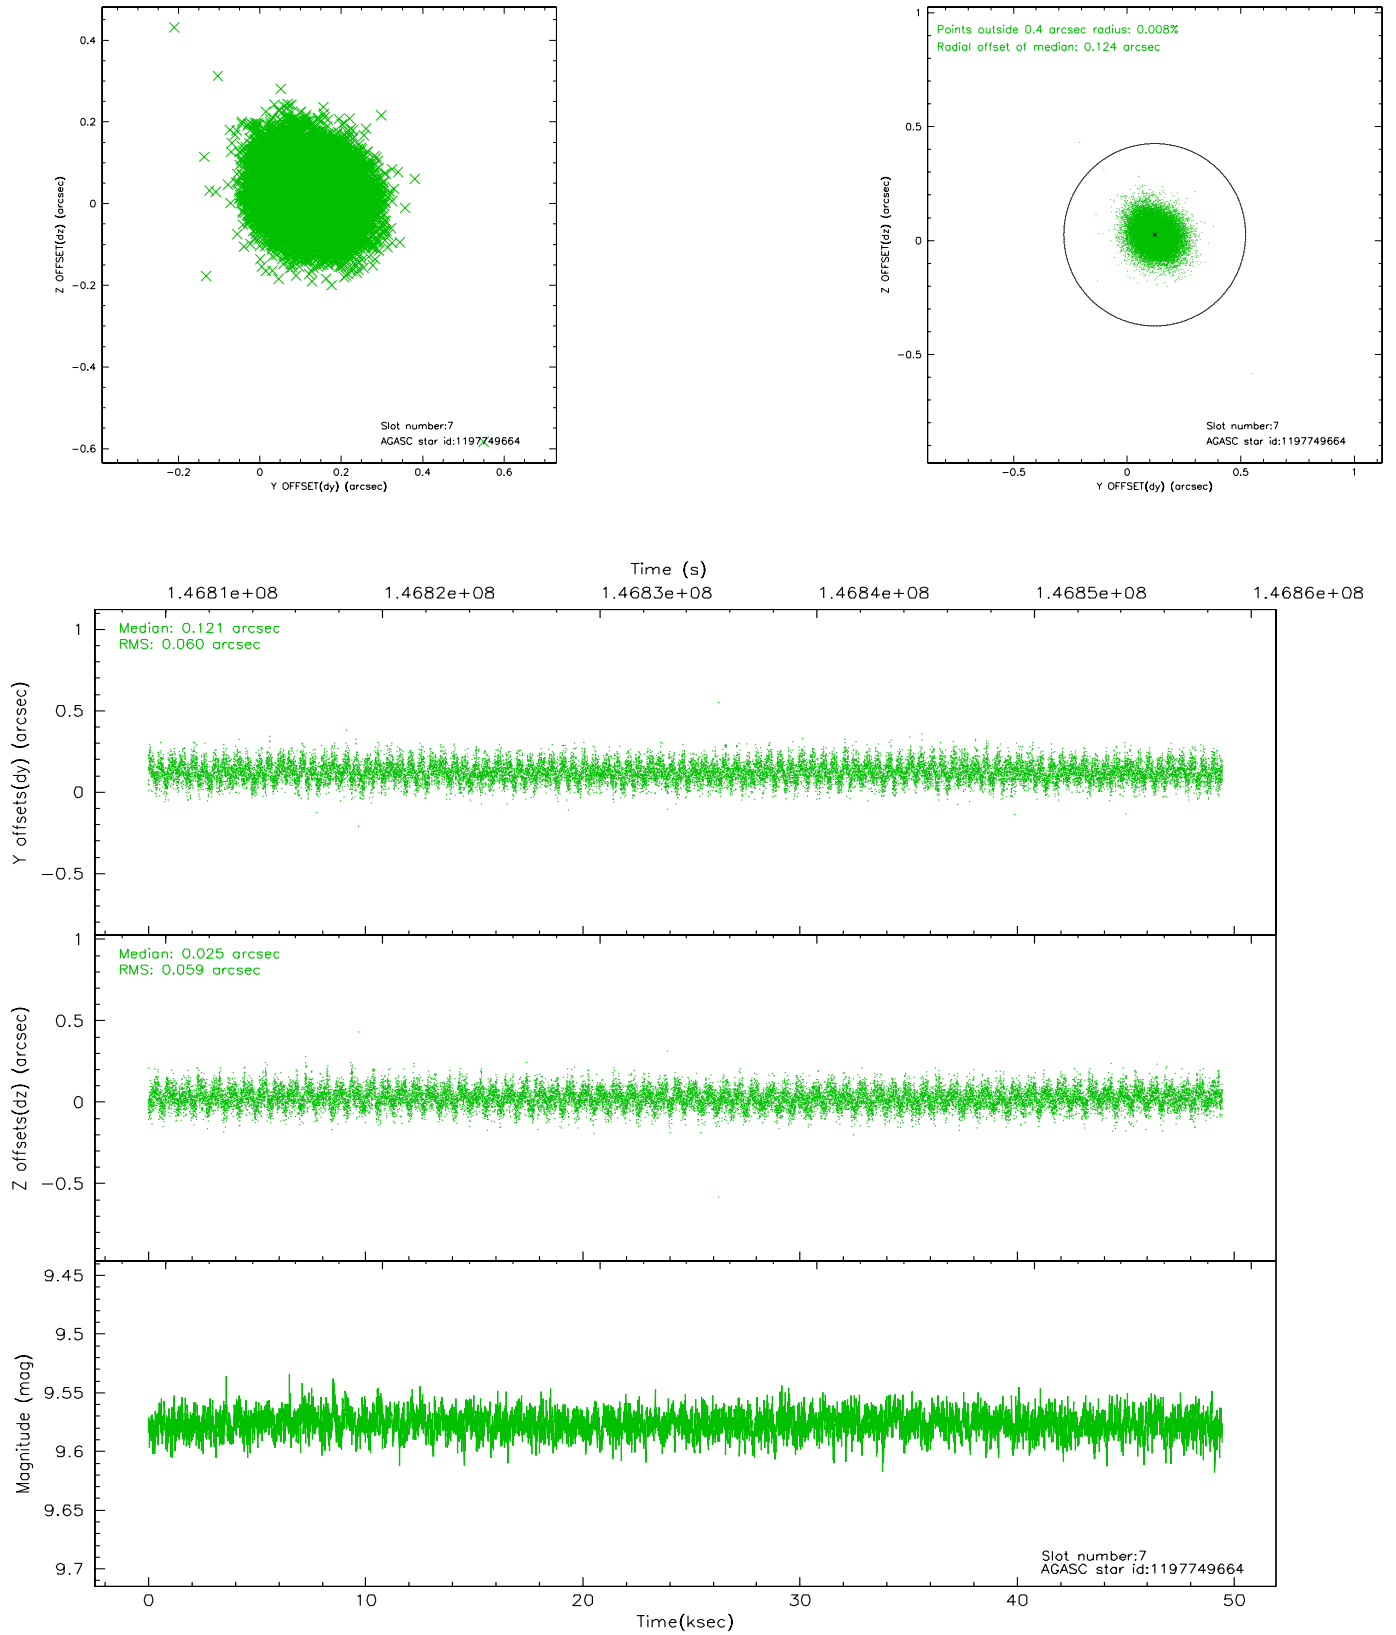 0.4
0.2
0
−0.2
−0.4
−0.6
Z OFFSET(dz) (arcsec)
Slot number:7
AGASC star id:1197749664
−0.2 0 0.2 0.4 0.6
Y OFFSET(dy) (arcsec)
1
0.5
0
−0.5
Z OFFSET(dz) (arcsec)
Points outside 0.4 arcsec radius: 0.008%
Radial offset of median: 0.124 arcsec
Slot number:7
AGASC star id:1197749664
−0.5 0 0.5 1
Y OFFSET(dy) (arcsec)
Time (s)
1.4681e+08 1.4682e+08 1.4683e+08 1.4684e+08 1.4685e+08 1.4686e+08
Median: 0.121 arcsec
RMS: 0.060 arcsec
1
0.5
0
−0.5
Y offsets(dy) (arcsec)
Median: 0.025 arcsec
RMS: 0.059 arcsec
1
0.5
0
−0.5
Z offsets(dz) (arcsec)
9.45
9.5
9.55
9.6
9.65
9.7
Magnitude (mag)
Slot number:7
AGASC star id:1197749664
0 10 20 30 40 50
Time(ksec)